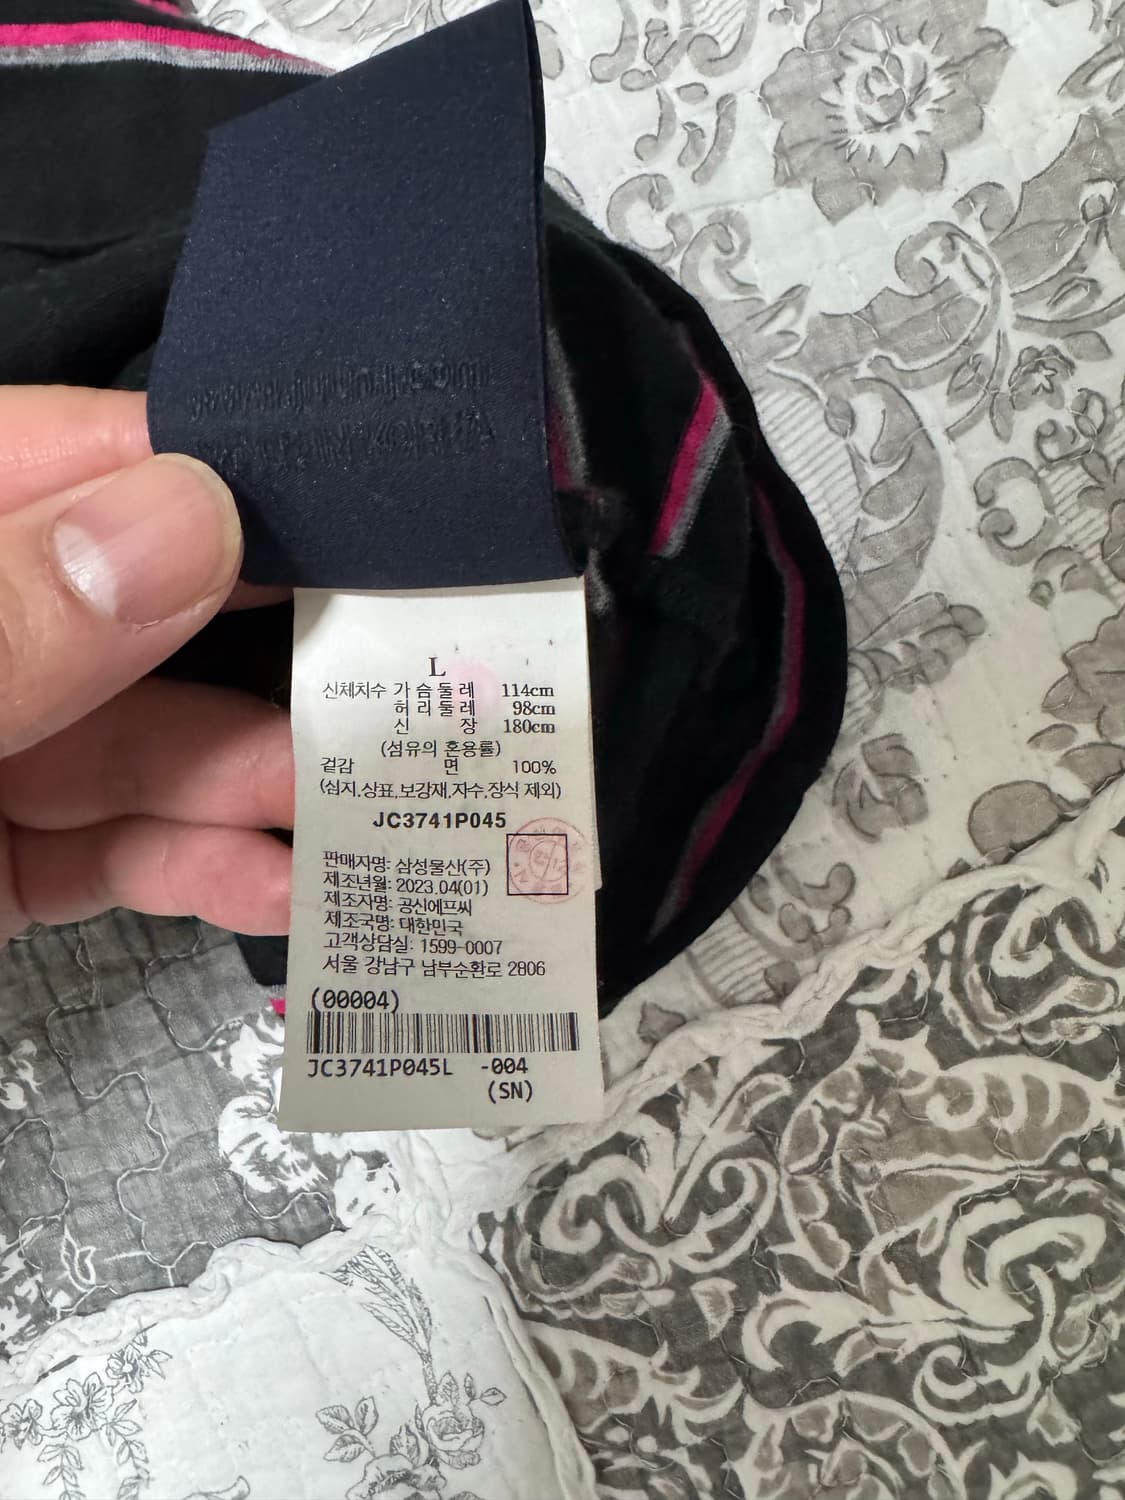 L
신체치수 가슴둘레 114cm
허리둘레 98cm
신장 180cm
(섬유의 혼용률)
겉감 면 100%
(심지,상표,보강재,자수,장식 제외)
JC3741P045
판매자명: 삼성물산(주)
제조년월: 2023.04(01)
제조자명: 공신에프씨
제조국명: 대한민국
고객상담실: 1599-0007
서울 강남구 남부순환로 2806
(00004)
JC3741P045L -004
(SN)